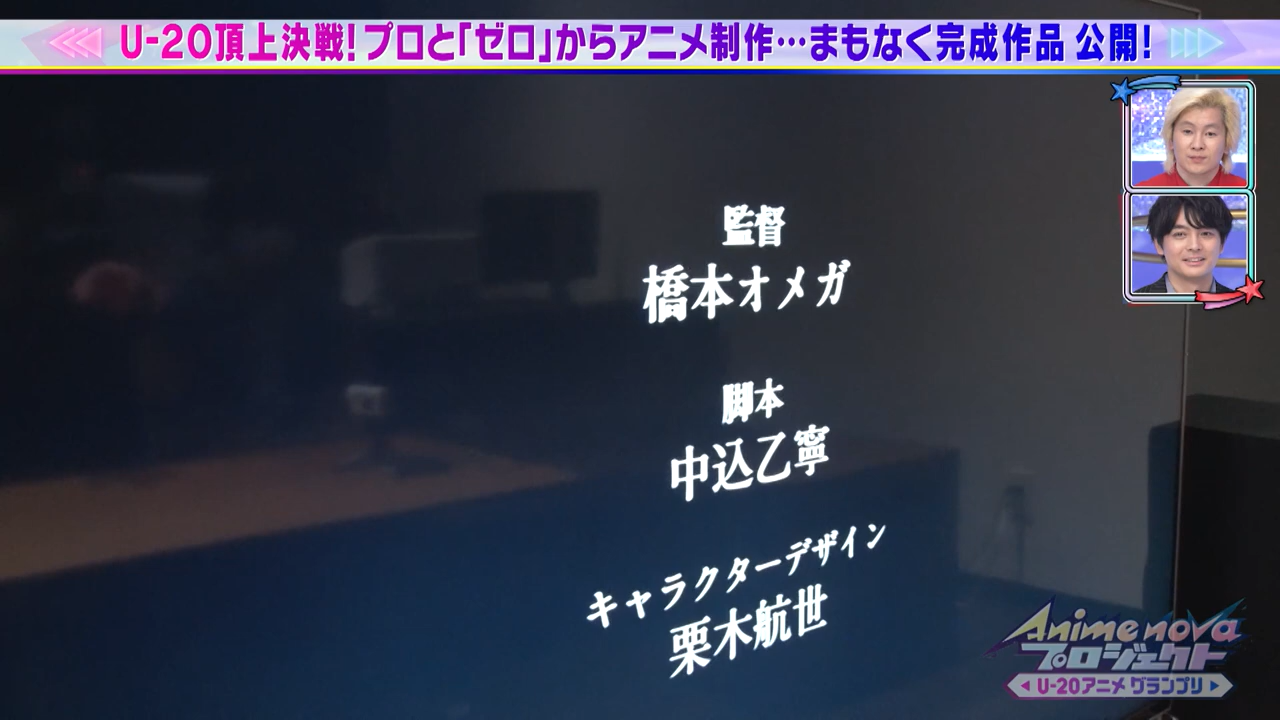 U-20頂上決戦!プロと「ゼロ」からアニメ制作…まもなく完成作品 公開!
監督
橋本オメガ
脚本
中込乙寧
キャラクターデザイン
栗木航世
Anime nova
プロジェクト
U-20アニメ グランプリ